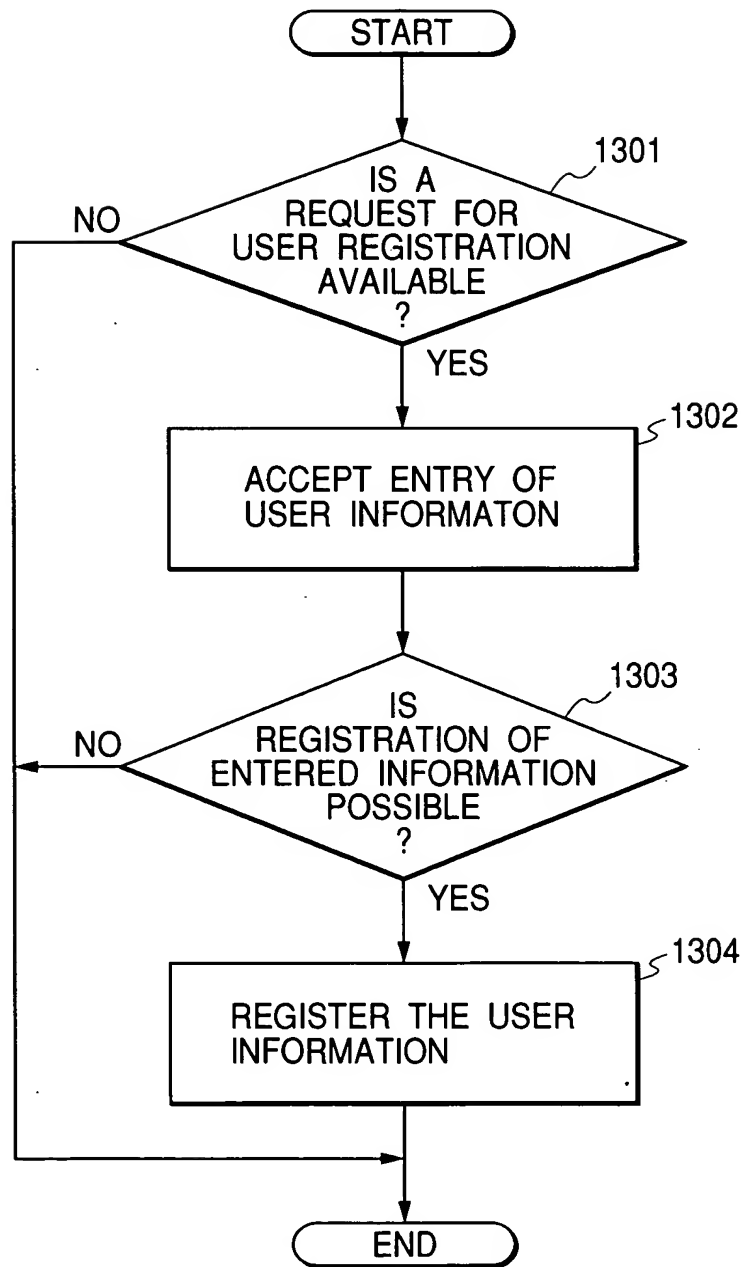 START
1301
IS A
REQUEST FOR
USER REGISTRATION
AVAILABLE
?
NO
YES
1302
ACCEPT ENTRY OF
USER INFORMATON
1303
IS
REGISTRATION OF
ENTERED INFORMATION
POSSIBLE
?
NO
YES
1304
REGISTER THE USER
INFORMATION
END